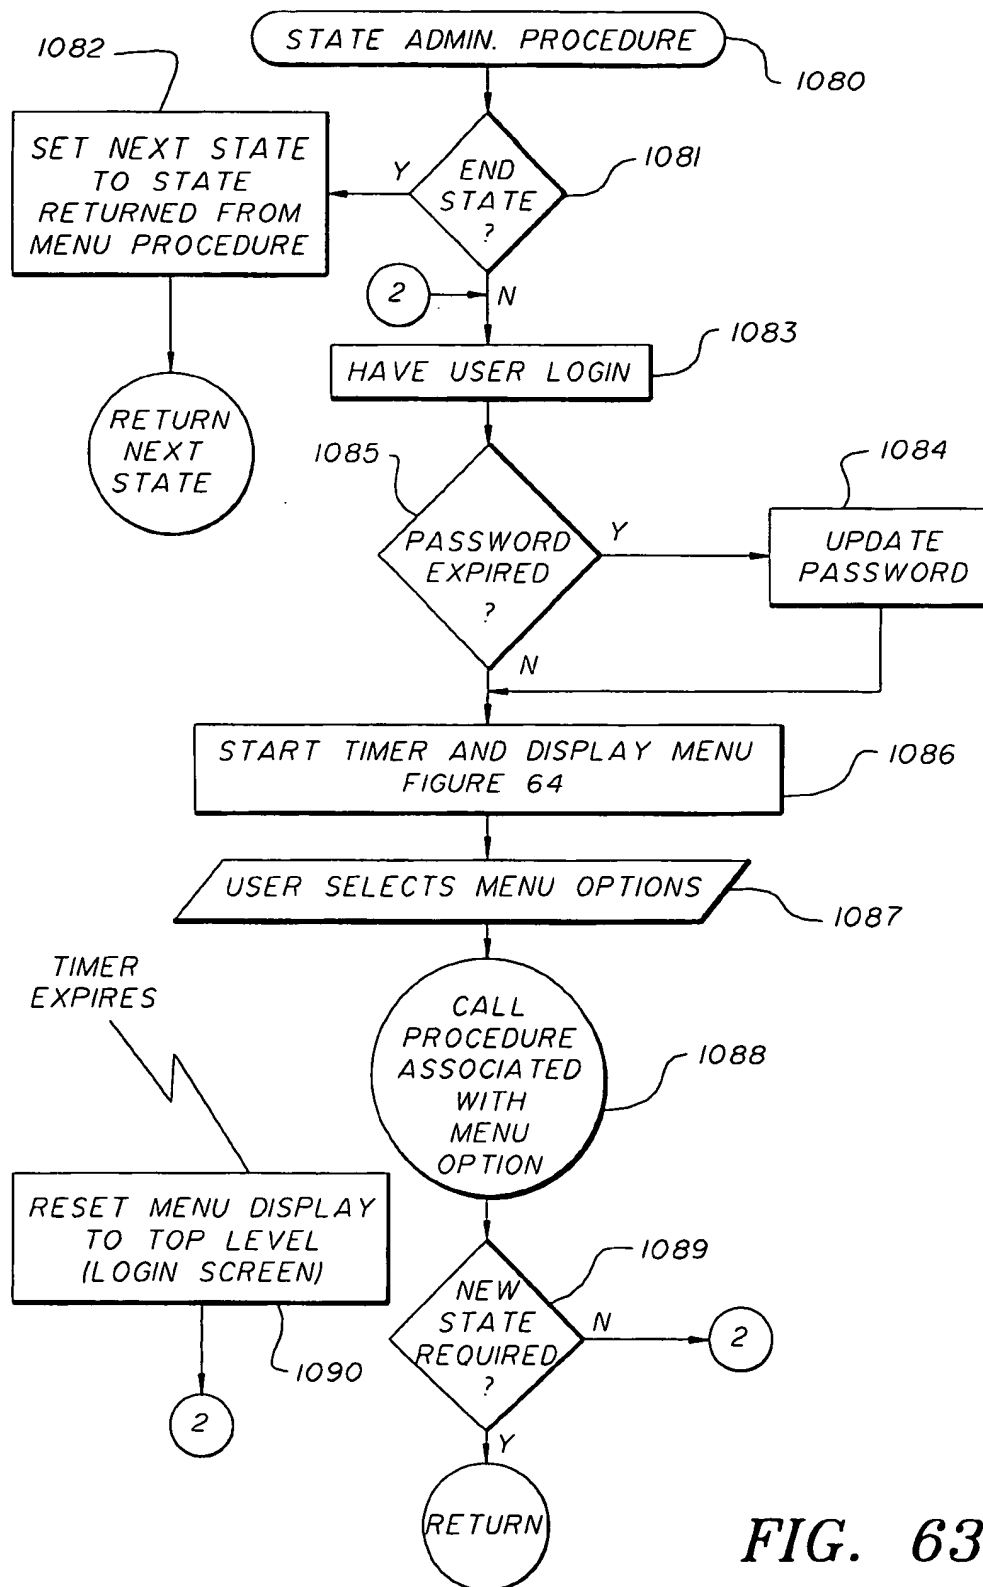 STATE ADMIN. PROCEDURE
1080
1082
SET NEXT STATE
TO STATE
RETURNED FROM
MENU PROCEDURE
Y
END
STATE
?
1081
2
N
1083
HAVE USER LOGIN
RETURN
NEXT
STATE
1085
PASSWORD
EXPIRED
?
Y
1084
UPDATE
PASSWORD
N
START TIMER AND DISPLAY MENU
FIGURE 64
1086
USER SELECTS MENU OPTIONS
1087
TIMER
EXPIRES
CALL
PROCEDURE
ASSOCIATED
WITH
MENU
OPTION
1088
RESET MENU DISPLAY
TO TOP LEVEL
(LOGIN SCREEN)
1090
2
1089
NEW
STATE
REQUIRED
?
N
2
Y
RETURN
FIG. 63